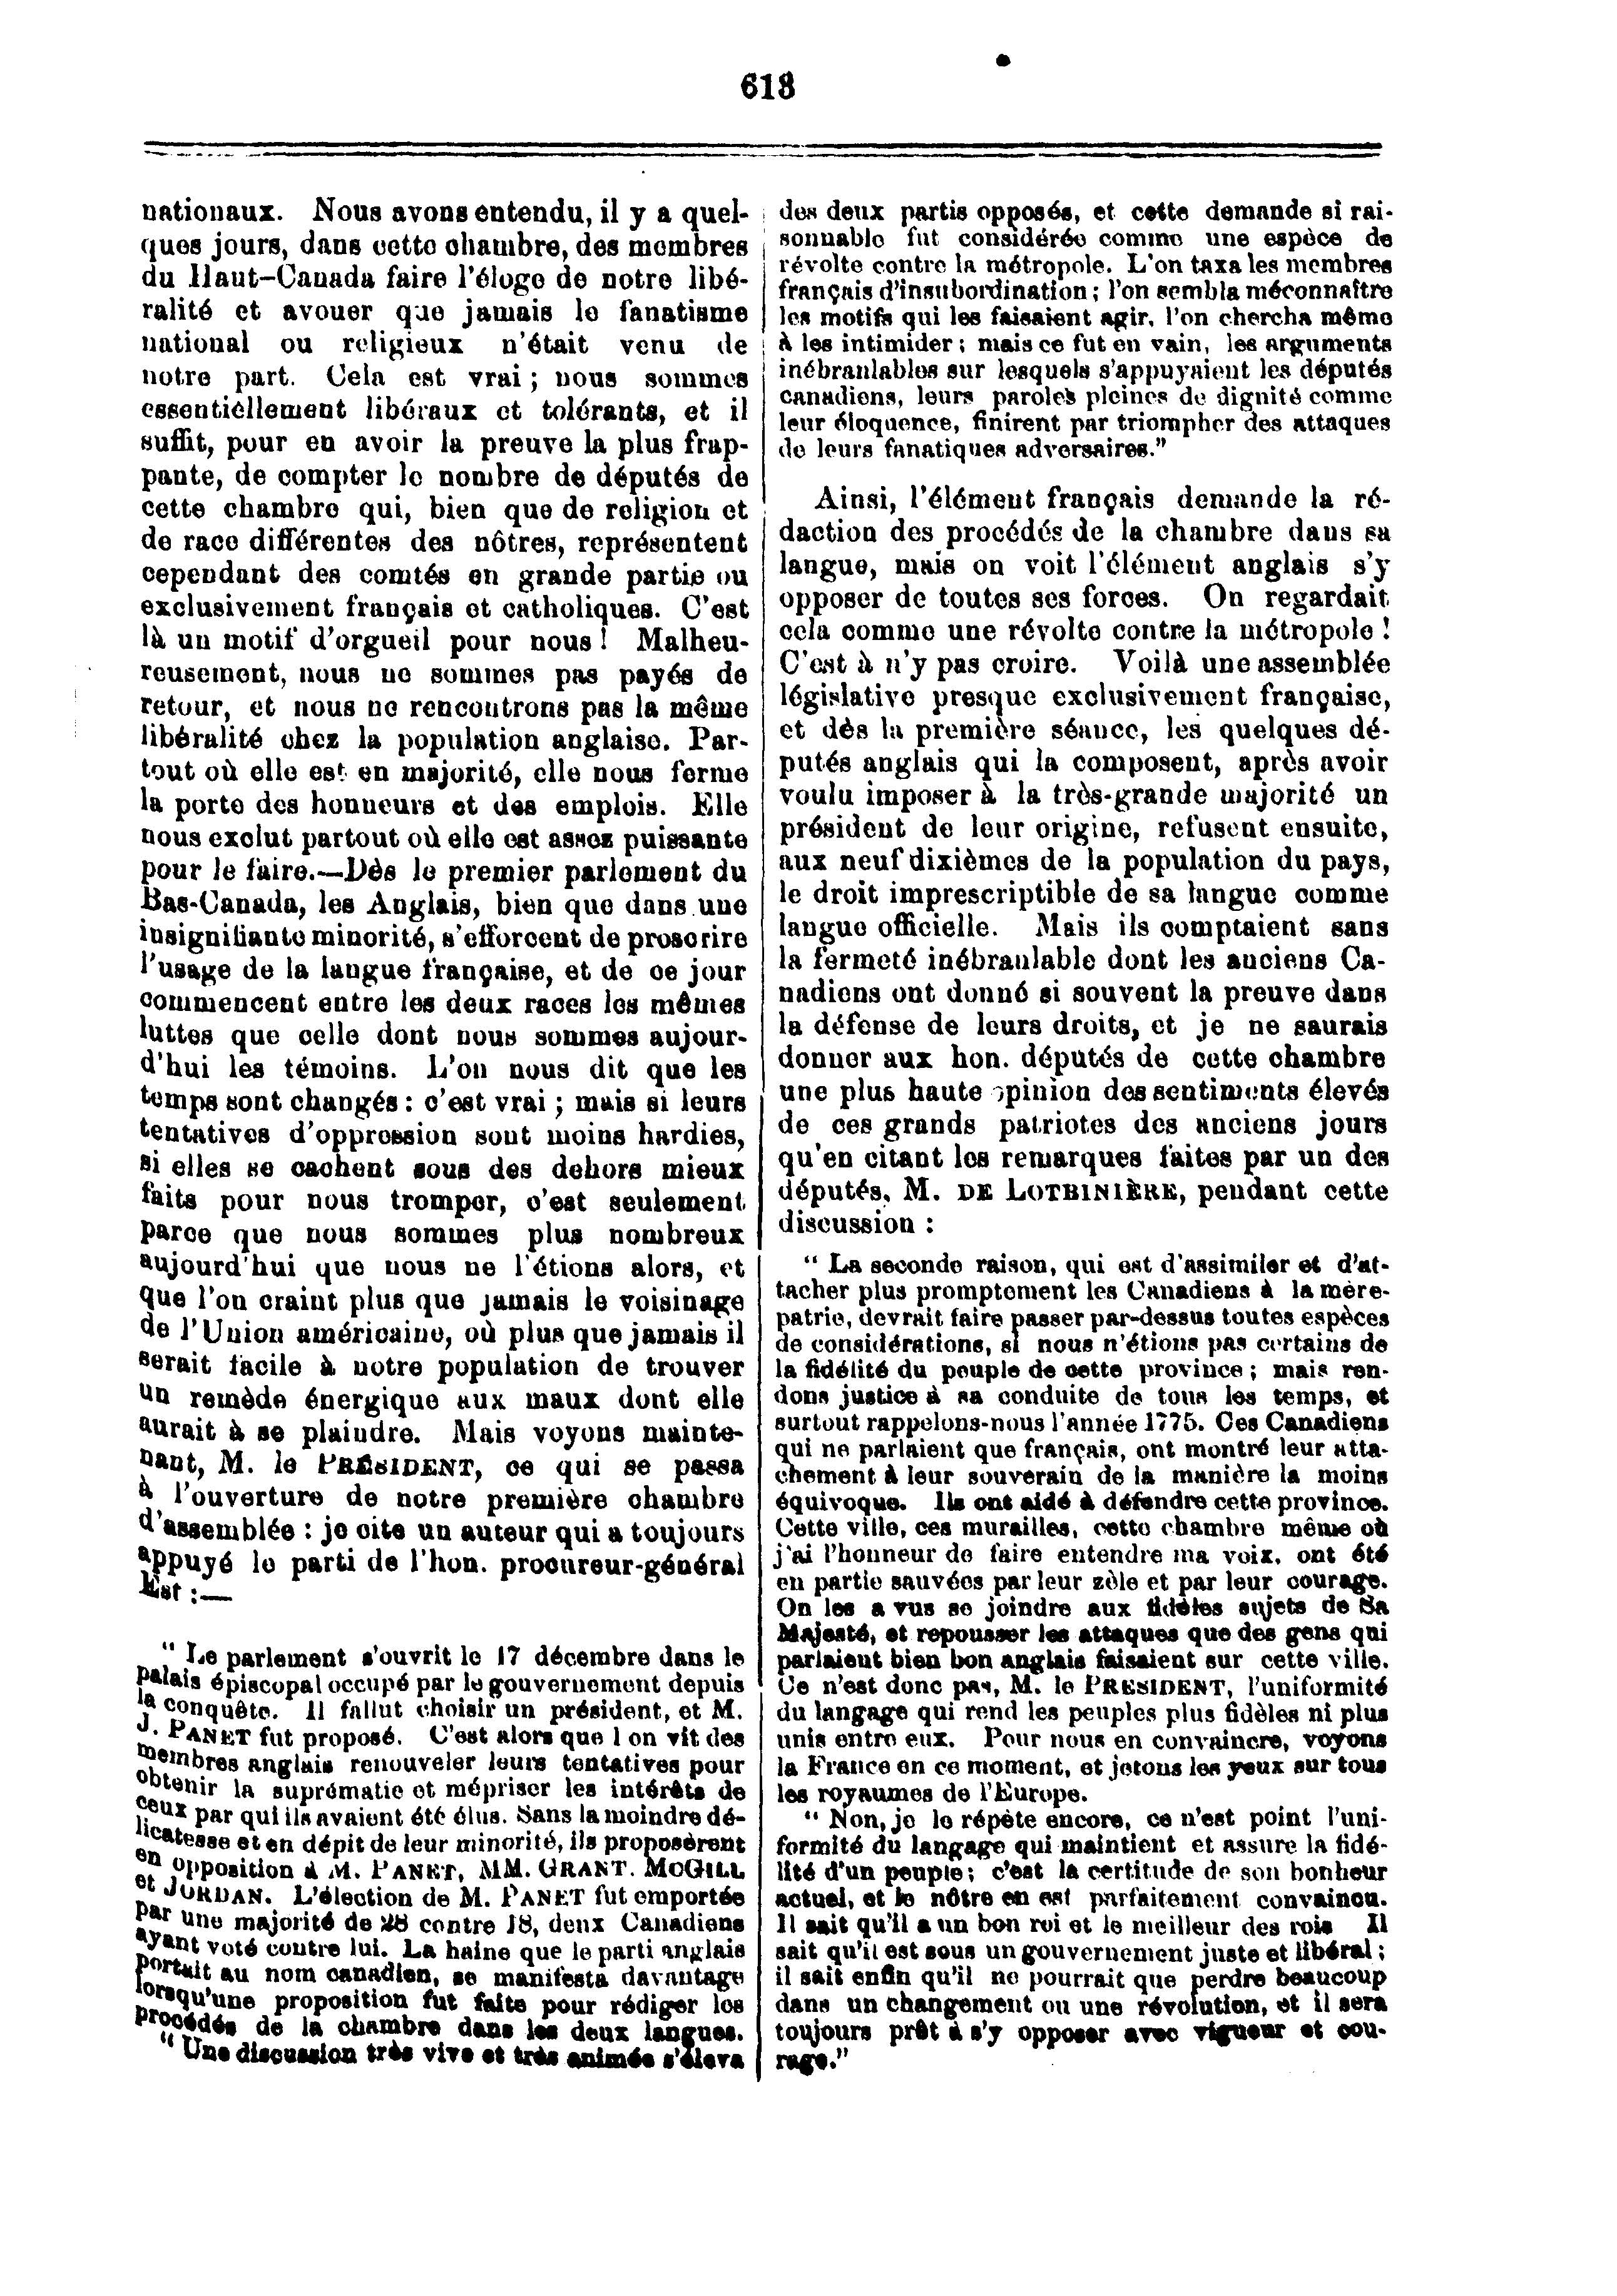 618
nationaux. Nous avons entendu, il y a quel-
ques jours, dans cette chambre, des membres
du Haut-Canada faire l'éloge de notre libé-
ralité et avouer que jamais le fanatisme
national ou religieux n'était venu de
notre part. Cela est vrai ; nous sommes
essentiellement libéraux et tolérants, et il
suffit, pour en avoir la preuve la plus frap-
pante, de compter le nombre de députés de
cette chambre qui, bien que de religion et
de race différentes des nôtres, représentent
cependant des comtés en grande partie ou
exclusivement français et catholiques. C'est
là un motif d'orgueil pour nous ! Malheu-
reusement, nous ne sommes pas payés de
retour, et nous ne rencontrons pas la même
libéralité chez la population anglaise. Par-
tout où elle est en majorité, elle nous ferme
la porte des honneurs et des emplois. Elle
nous exclut partout où elle est assez puissante
pour le faire.—Dès le premier parlement du
Bas-Canada, les Anglais, bien que dans une
insignifiante minorité, s'efforcent de proscrire
l'usage de la langue française, et de ce jour
commencent entre les deux races les mêmes
luttes que celle dont nous sommes aujour-
d'hui les témoins. L'on nous dit que les
temps sont changés : c'est vrai ; mais si leurs
tentatives d'oppression sont moins hardies,
si elles se cachent sous des dehors mieux
faits pour nous tromper, c'est seulement
parce que nous sommes plus nombreux
aujourd'hui que nous ne l'étions alors, et
que l'on craint plus que jamais le voisinage
de l'Union américaine, où plus que jamais il
serait facile à notre population de trouver
un remède énergique aux maux dont elle
aurait à se plaindre. Mais voyons mainte-
nant, M. le PRÉSIDENT, ce qui se passa
à l'ouverture de notre première chambre
d'assemblée : je cite un auteur qui a toujours
appuyé le parti de l'hon. procureur-général
Est :—
“ Le parlement s'ouvrit le 17 décembre dans le
palais épiscopal occupé par le gouvernement depuis
la conquête. Il fallut choisir un président, et M.
J. PANET fut proposé. C'est alors que l'on vit des
membres anglais renouveler leurs tentatives pour
obtenir la suprématie et mépriser les intérêts de
ceux par qui ils avaient été élus. Sans la moindre dé-
licatesse et en dépit de leur minorité, ils proposèrent
en opposition à M. PANET, MM. GRANT. MCGILL
et JORDAN. L'élection de M. PANET fut emportée
par une majorité de 28 contre 18, deux Canadiens
ayant voté contre lui. La haine que le parti anglais
portait au nom canadien, se manifesta davantage
lorsqu'une proposition fut faite pour rédiger les
procédés de la chambre dans les deux langues.
“ Une discussion très vive et très animée s'éleva
des deux partis opposés, et cette demande si rai-
sonnable fut considérée comme une espèce de
révolte contre la métropole. L'on taxa les membres
français d'insubordination ; l'on sembla méconnaître
les motifs qui les faisaient agir, l'on chercha même
à les intimider ; mais ce fut en vain, les arguments
inébranlables sur lesquels s'appuyaient les députés
canadiens, leurs paroles pleines de dignité comme
leur éloquence, finirent par triompher des attaques
de leurs fanatiques adversaires.”
Ainsi, l'élément français demande la ré-
daction des procédés de la chambre dans sa
langue, mais on voit l'élément anglais s'y
opposer de toutes ses forces. On regardait
cela comme une révolte contre la métropole !
C'est à n'y pas croire. Voilà une assemblée
législative presque exclusivement française,
et dès la première séance, les quelques dé-
putés anglais qui la composent, après avoir
voulu imposer à la très-grande majorité un
président de leur origine, refusent ensuite,
aux neuf dixièmes de la population du pays,
le droit imprescriptible de sa langue comme
langue officielle. Mais ils comptaient sans
la fermeté inébranlable dont les anciens Ca-
nadiens ont donné si souvent la preuve dans
la défense de leurs droits, et je ne saurais
donner aux hon. députés de cette chambre
une plus haute opinion des sentiments élevés
de ces grands patriotes des anciens jours
qu'en citant les remarques faites par un des
députés, M. DE LOTBINIÈRE, pendant cette
discussion :
“ La seconde raison, qui est d'assimiler et d'at-
tacher plus promptement les Canadiens à la mère-
patrie, devrait faire passer par-dessus toutes espèces
de considérations, si nous n'étions pas certains de
la fidélité du peuple de cette province ; mais ren-
dons justice à sa conduite de tous les temps, et
surtout rappelons-nous l'année 1775. Ces Canadiens
qui ne parlaient que français, ont montré leur atta-
chement à leur souverain de la manière la moins
équivoque. Ils ont aidé à défendre cette province.
Cette ville, ces murailles, cette chambre même où
j'ai l'honneur de faire entendre ma voix, ont été
en partie sauvées par leur zèle et par leur courage.
On les a vus se joindre aux fidèles sujets de Sa
Majesté, et repousser les attaques que des gens qui
parlaient bien bon anglais faisaient sur cette ville.
Ce n'est donc pas, M. le PRESIDENT, l'uniformité
du langage qui rend les peuples plus fidèles ni plus
unis entre eux. Pour nous en convaincre, voyons
la France en ce moment, et jetons les yeux sur tous
les royaumes de l'Europe.
“ Non, je le répète encore, ce n'est point l'uni-
formité du langage qui maintient et assure la fidé-
lité d'un peuple ; c'est la certitude de son bonheur
actuel, et le nôtre en est parfaitement convaincu.
Il sait qu'il a un bon roi et le meilleur des rois Il
sait qu'il est sous un gouvernement juste et libéral ;
il sait enfin qu'il ne pourrait que perdre beaucoup
dans un changement ou une révolution, et il sera
toujours prêt à s'y opposer avec vigueur et cou-
rage.”